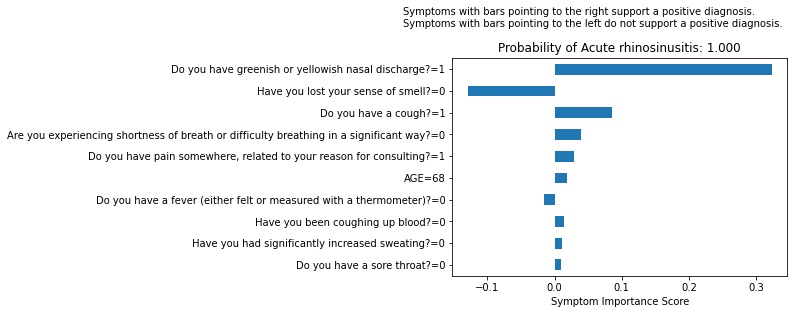 Symptoms with bars pointing to the right support a positive diagnosis.
Symptoms with bars pointing to the left do not support a positive diagnosis.
Probability of Acute rhinosinusitis: 1.000
Do you have greenish or yellowish nasal discharge?=1
Have you lost your sense of smell?=0
Do you have a cough?=1
Are you experiencing shortness of breath or difficulty breathing in a significant way?=0
Do you have pain somewhere, related to your reason for consulting?=1
AGE=68
Do you have a fever (either felt or measured with a thermometer)?=0
Have you been coughing up blood?=0
Have you had significantly increased sweating?=0
Do you have a sore throat?=0
−0.1 0.0 0.1 0.2 0.3
Symptom Importance Score